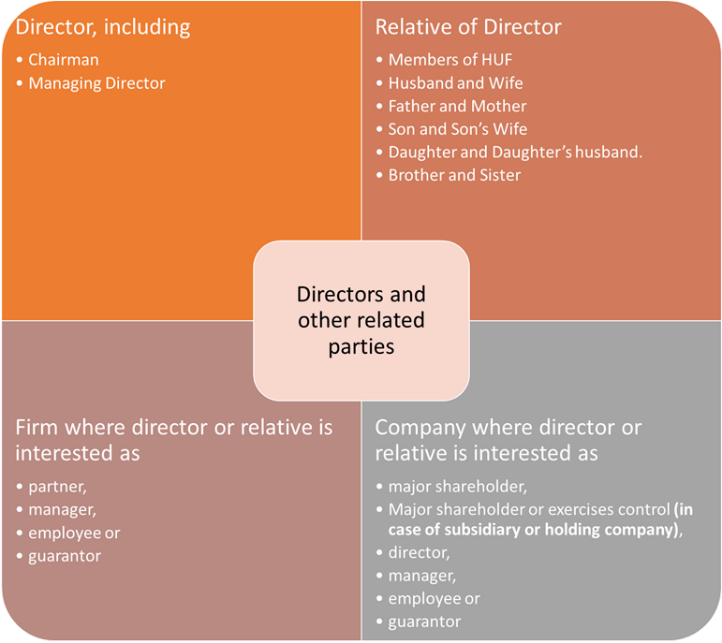 Director, including
• Chairman
• Managing Director
Relative of Director
• Members of HUF
• Husband and Wife
• Father and Mother
• Son and Son's Wife
• Daughter and Daughter's husband.
• Brother and Sister
Directors and
other related
parties
Firm where director or relative is
interested as
• partner,
• manager,
• employee or
• guarantor
Company where director or
relative is interested as
• major shareholder,
• Major shareholder or exercises control (in
case of subsidiary or holding company),
• director,
• manager,
• employee or
• guarantor